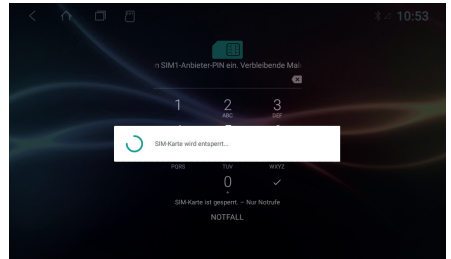 10:53
n SIM1-Anbieter-PIN ein. Verbleibende Mal
1 2 3
ABC DEF
SIM-Karte wird entsperrt...
PQRS TUV WXYZ
0
+
SIM-Karte ist gesperrt. – Nur Notrufe
NOTFALL